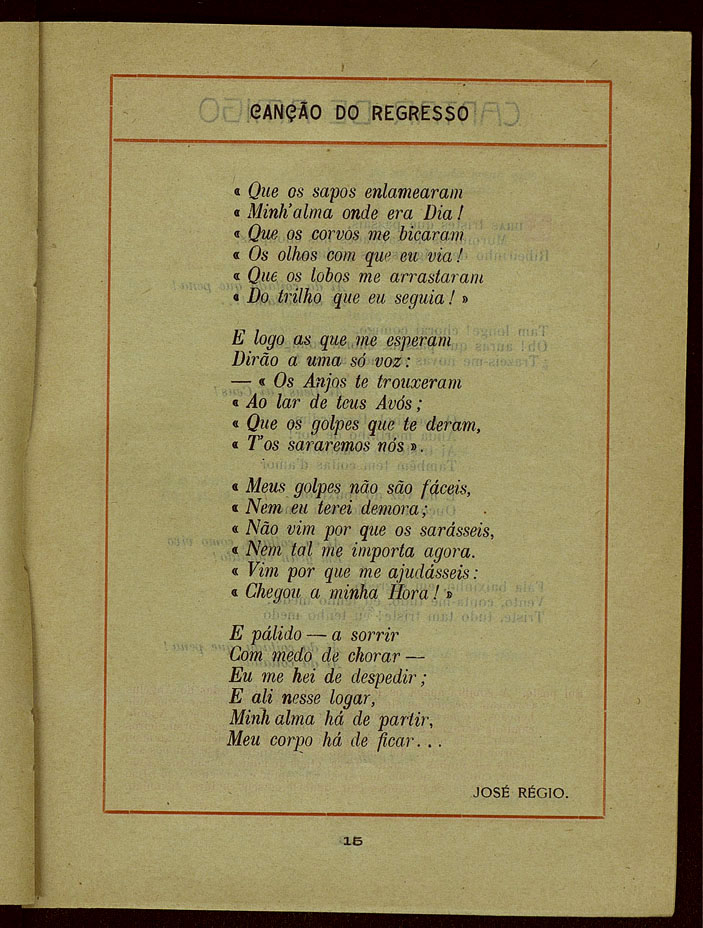 CANÇÃO DO REGRESSO
« Que os sapos enlamearam
« Minh'alma onde era Dia !
« Que os corvos me bicaram
« Os olhos com que eu via !
« Que os lobos me arrastaram
« Do trilho que eu seguia ! »
E logo as que me esperam
Dirão a uma só voz :
— « Os Anjos te trouxeram
« Ao lar de teus Avós ;
« Que os golpes que te deram,
« T'os sararemos nós ».
« Meus golpes não são fáceis,
« Nem eu terei demora ;
« Não vim por que os sarásseis,
« Nem tal me importa agora.
« Vim por que me ajudásseis :
« Chegou a minha Hora ! »
E pálido — a sorrir
Com medo de chorar —
Eu me hei de despedir ;
E ali nesse logar,
Minh alma há de partir,
Meu corpo há de ficar. . .
JOSÉ RÉGIO.
15